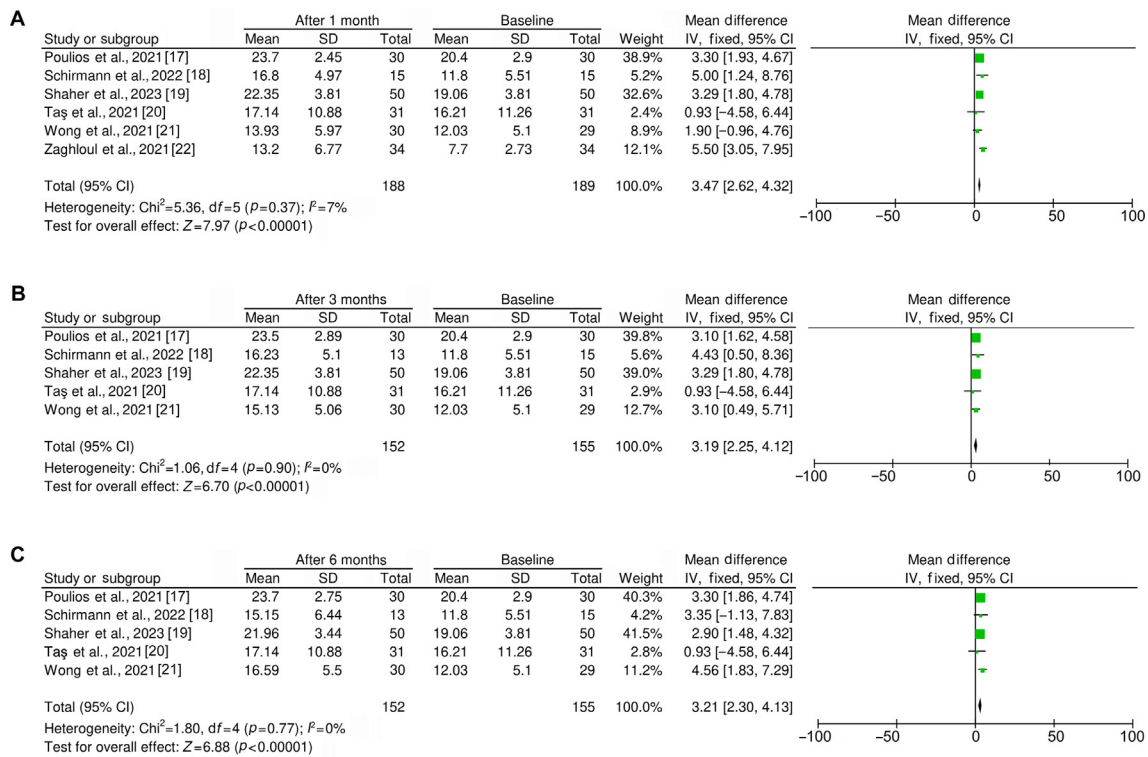 A
After 1 month Baseline Mean difference Mean difference
Study or subgroup Mean SD Total Mean SD Total Weight IV, fixed, 95% CI IV, fixed, 95% CI
Poulios et al., 2021 [17] 23.7 2.45 30 20.4 2.9 30 38.9% 3.30 [1.93, 4.67]
Schirmann et al., 2022 [18] 16.8 4.97 15 11.8 5.51 15 5.2% 5.00 [1.24, 8.76]
Shaher et al., 2023 [19] 22.35 3.81 50 19.06 3.81 50 32.6% 3.29 [1.80, 4.78]
Taş et al., 2021 [20] 17.14 10.88 31 16.21 11.26 31 2.4% 0.93 [−4.58, 6.44]
Wong et al., 2021 [21] 13.93 5.97 30 12.03 5.1 29 8.9% 1.90 [−0.96, 4.76]
Zaghloul et al., 2021 [22] 13.2 6.77 34 7.7 2.73 34 12.1% 5.50 [3.05, 7.95]
Total (95% CI) 188 189 100.0% 3.47 [2.62, 4.32]
Heterogeneity: Chi²=5.36, df=5 (p=0.37); I²=7%
Test for overall effect: Z=7.97 (p<0.00001)
−100 −50 0 50 100
B
After 3 months Baseline Mean difference Mean difference
Study or subgroup Mean SD Total Mean SD Total Weight IV, fixed, 95% CI IV, fixed, 95% CI
Poulios et al., 2021 [17] 23.5 2.89 30 20.4 2.9 30 39.8% 3.10 [1.62, 4.58]
Schirmann et al., 2022 [18] 16.23 5.1 13 11.8 5.51 15 5.6% 4.43 [0.50, 8.36]
Shaher et al., 2023 [19] 22.35 3.81 50 19.06 3.81 50 39.0% 3.29 [1.80, 4.78]
Taş et al., 2021 [20] 17.14 10.88 31 16.21 11.26 31 2.9% 0.93 [−4.58, 6.44]
Wong et al., 2021 [21] 15.13 5.06 30 12.03 5.1 29 12.7% 3.10 [0.49, 5.71]
Total (95% CI) 152 155 100.0% 3.19 [2.25, 4.12]
Heterogeneity: Chi²=1.06, df=4 (p=0.90); I²=0%
Test for overall effect: Z=6.70 (p<0.00001)
−100 −50 0 50 100
C
After 6 months Baseline Mean difference Mean difference
Study or subgroup Mean SD Total Mean SD Total Weight IV, fixed, 95% CI IV, fixed, 95% CI
Poulios et al., 2021 [17] 23.7 2.75 30 20.4 2.9 30 40.3% 3.30 [1.86, 4.74]
Schirmann et al., 2022 [18] 15.15 6.44 13 11.8 5.51 15 4.2% 3.35 [−1.13, 7.83]
Shaher et al., 2023 [19] 21.96 3.44 50 19.06 3.81 50 41.5% 2.90 [1.48, 4.32]
Taş et al., 2021 [20] 17.14 10.88 31 16.21 11.26 31 2.8% 0.93 [−4.58, 6.44]
Wong et al., 2021 [21] 16.59 5.5 30 12.03 5.1 29 11.2% 4.56 [1.83, 7.29]
Total (95% CI) 152 155 100.0% 3.21 [2.30, 4.13]
Heterogeneity: Chi²=1.80, df=4 (p=0.77); I²=0%
Test for overall effect: Z=6.88 (p<0.00001)
−100 −50 0 50 100